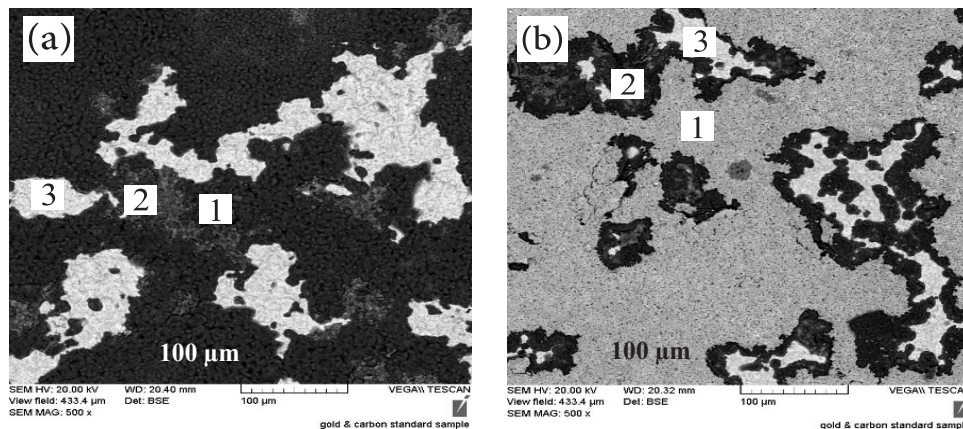 (a)
3
2
1
100 µm
SEM HV: 20.00 kV WD: 20.40 mm VEGA\\ TESCAN
View field: 433.4 µm Det: BSE 100 µm
SEM MAG: 500 x
gold & carbon standard sample
(b)
3
2
1
100 µm
SEM HV: 20.00 kV WD: 20.32 mm VEGA\\ TESCAN
View field: 433.4 µm Det: BSE 100 µm
SEM MAG: 500 x
gold & carbon standard sample